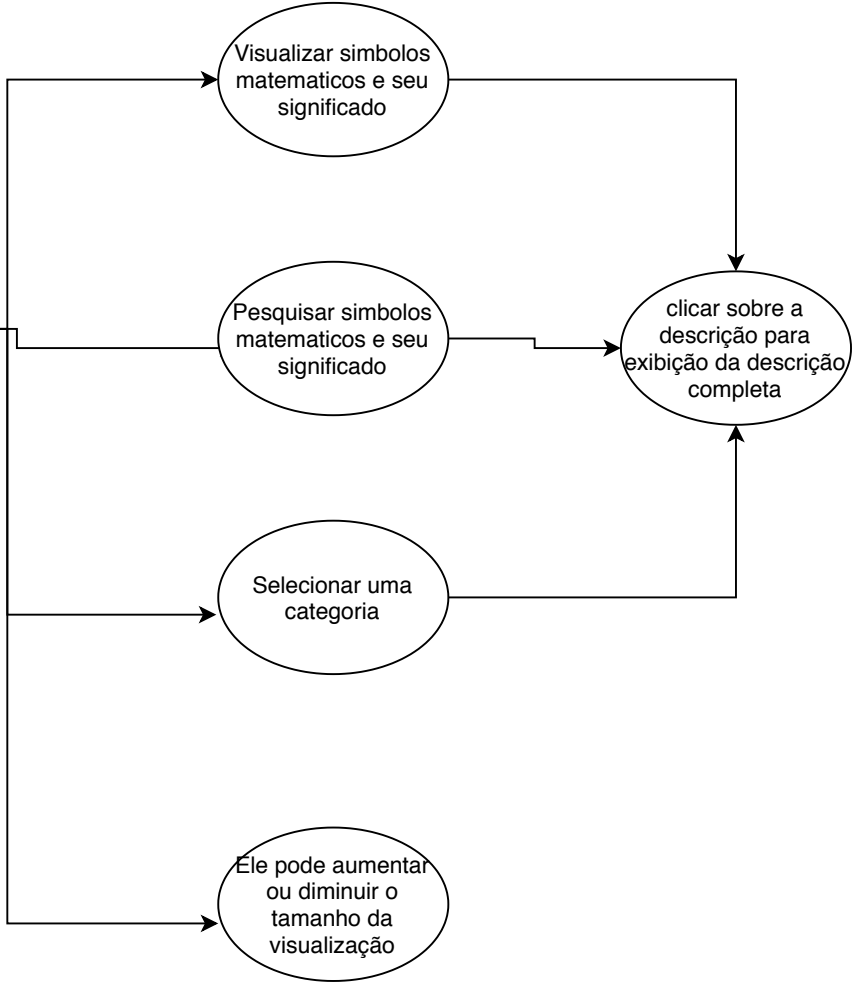 Visualizar simbolos
matematicos e seu
significado
Pesquisar simbolos
matematicos e seu
significado
clicar sobre a
descrição para
exibição da descrição
completa
Selecionar uma
categoria
Ele pode aumentar
ou diminuir o
tamanho da
visualização